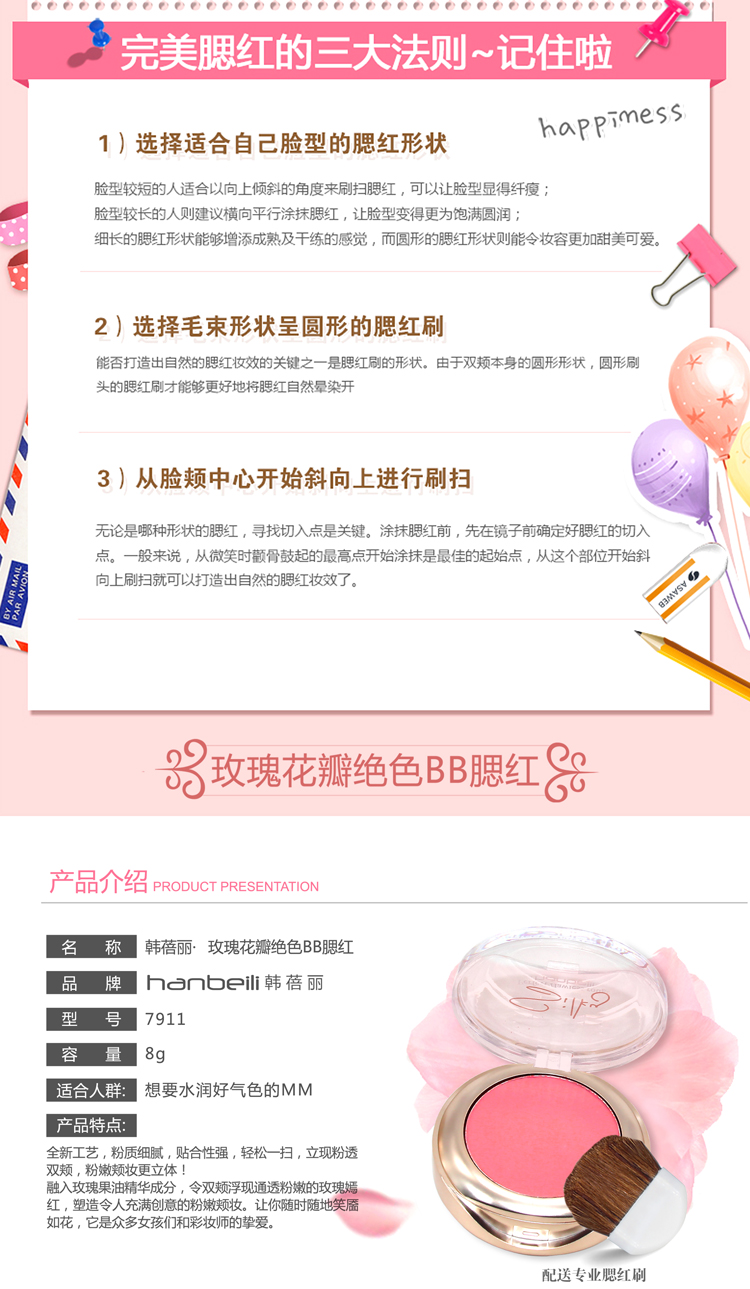 完美腮红的三大法则~记住啦
happiness
1）选择适合自己脸型的腮红形状
脸型较短的人适合以向上倾斜的角度来刷扫腮红，可以让脸型显得纤瘦；
脸型较长的人则建议横向平行涂抹腮红，让脸型变得更为饱满圆润；
细长的腮红形状能够增添成熟及干练的感觉，而圆形的腮红形状则能令妆容更加甜美可爱。
2）选择毛束形状呈圆形的腮红刷
能否打造出自然的腮红妆效的关键之一是腮红刷的形状。由于双颊本身的圆形形状，圆形刷
头的腮红刷才能够更好地将腮红自然晕染开
3）从脸颊中心开始斜向上进行刷扫
无论是哪种形状的腮红，寻找切入点是关键。涂抹腮红前，先在镜子前确定好腮红的切入
点。一般来说，从微笑时颧骨鼓起的最高点开始涂抹是最佳的起始点，从这个部位开始斜
向上刷扫就可以打造出自然的腮红妆效了。
BY AIR MAIL
PAR AVION
ASAWEB
玫瑰花瓣绝色BB腮红
产品介绍 PRODUCT PRESENTATION
名 称 韩蓓丽· 玫瑰花瓣绝色BB腮红
品 牌 hanbeili 韩蓓丽
型 号 7911
容 量 8g
适合人群: 想要水润好气色的MM
产品特点:
全新工艺，粉质细腻，贴合性强，轻松一扫，立现粉透
双颊，粉嫩颊妆更立体！
融入玫瑰果油精华成分，令双颊浮现通透粉嫩的玫瑰嫣
红，塑造令人充满创意的粉嫩颊妆。让你随时随地笑靥
如花，它是众多女孩们和彩妆师的挚爱。
配送专业腮红刷